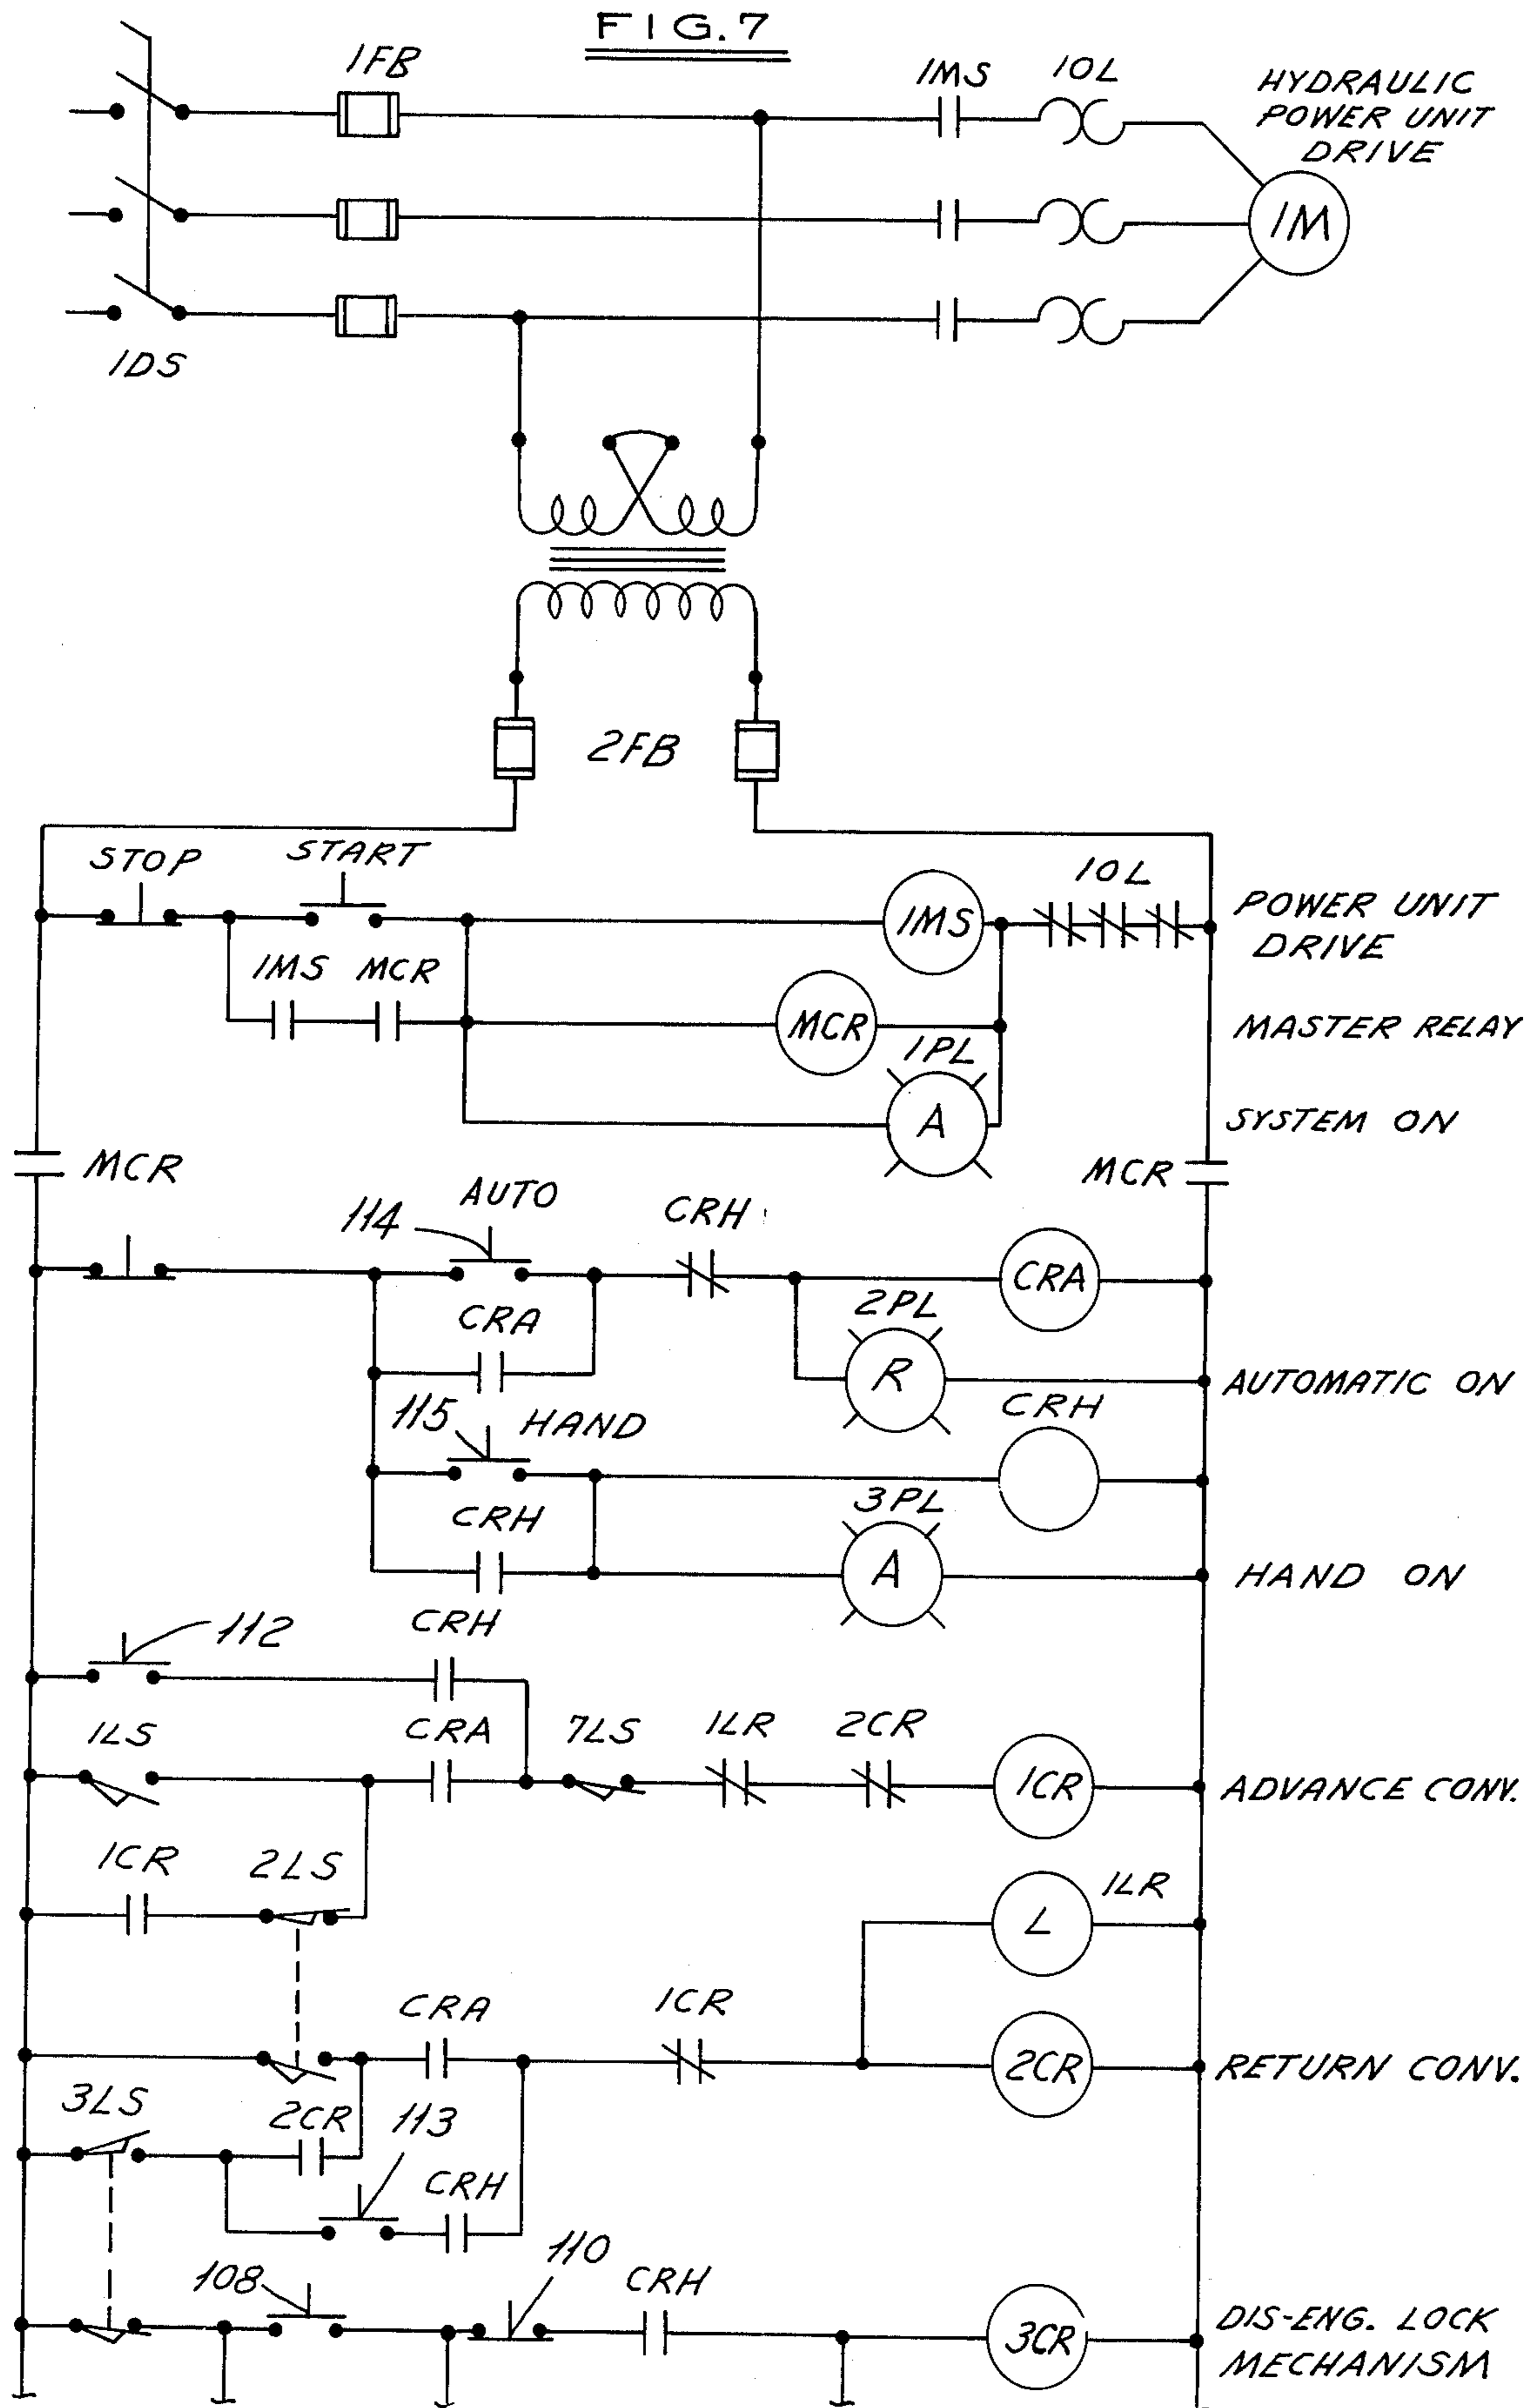 FIG. 7
1FB
1MS
1OL
HYDRAULIC
POWER UNIT
DRIVE
1M
1DS
2FB
STOP
START
1OL
1MS
POWER UNIT
DRIVE
1MS
MCR
MCR
MASTER RELAY
1PL
A
SYSTEM ON
MCR
MCR
114
AUTO
CRH
CRA
CRA
2PL
R
AUTOMATIC ON
115
HAND
CRH
CRH
3PL
A
HAND ON
112
CRH
1LS
CRA
7LS
1LR
2CR
1CR
ADVANCE CONV.
1CR
2LS
L
1LR
CRA
1CR
2CR
RETURN CONV.
3LS
2CR
113
CRH
108
110
CRH
3CR
DIS-ENG. LOCK
MECHANISM